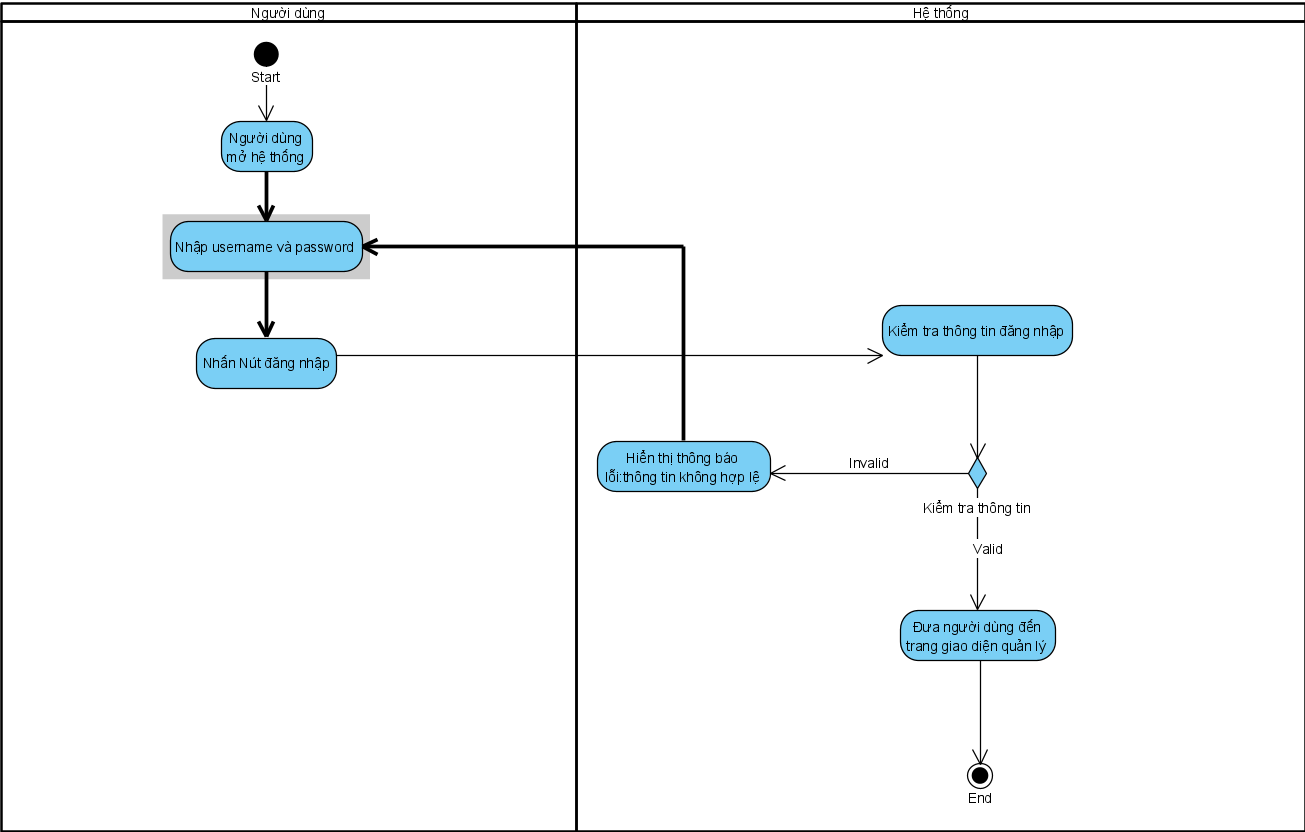 Người dùng
Hệ thống
Start
Người dùng
mở hệ thống
Nhập username và password
Nhấn Nút đăng nhập
Kiểm tra thông tin đăng nhập
Hiển thị thông báo
lỗi:thông tin không hợp lệ
Invalid
Kiểm tra thông tin
Valid
Đưa người dùng đến
trang giao diện quản lý
End